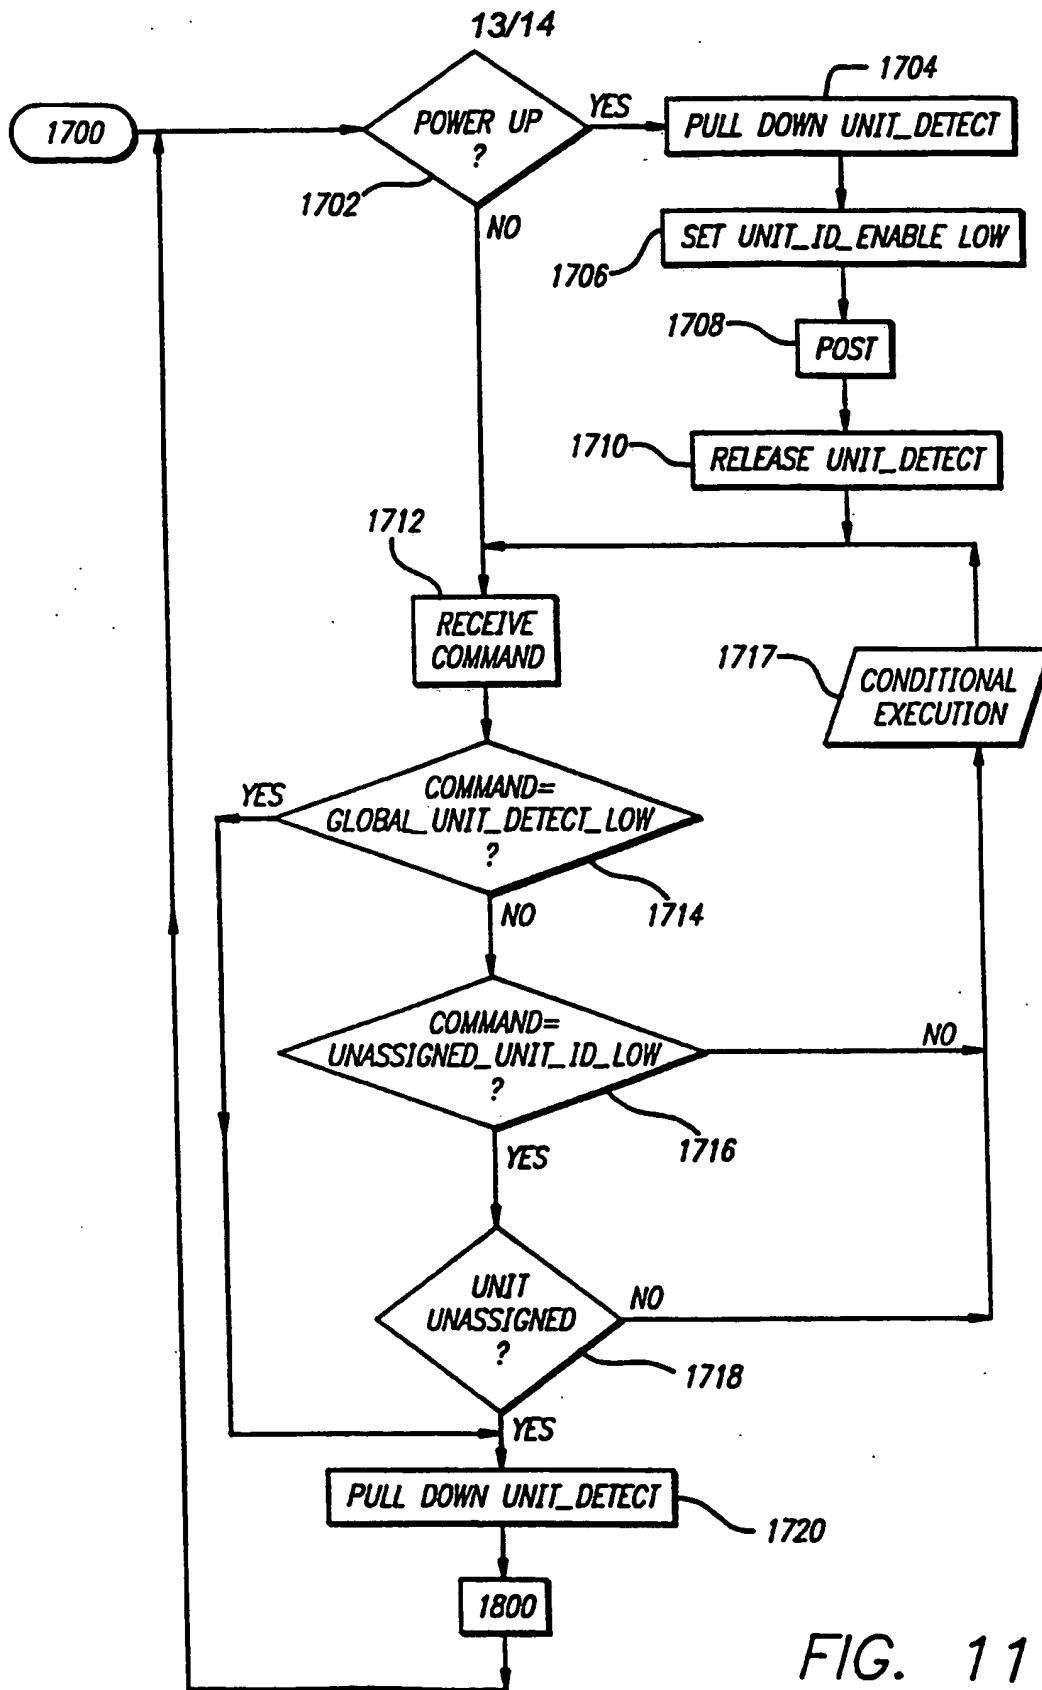 13/14
1700
POWER UP
?
1702
YES
NO
1704
PULL DOWN UNIT_DETECT
SET UNIT_ID_ENABLE LOW
1706
1708
POST
1710
RELEASE UNIT_DETECT
1712
RECEIVE
COMMAND
1717
CONDITIONAL
EXECUTION
YES
COMMAND=
GLOBAL_UNIT_DETECT_LOW
?
1714
NO
COMMAND=
UNASSIGNED_UNIT_ID_LOW
?
NO
1716
YES
UNIT
UNASSIGNED
?
NO
1718
YES
PULL DOWN UNIT_DETECT
1720
1800
FIG. 11